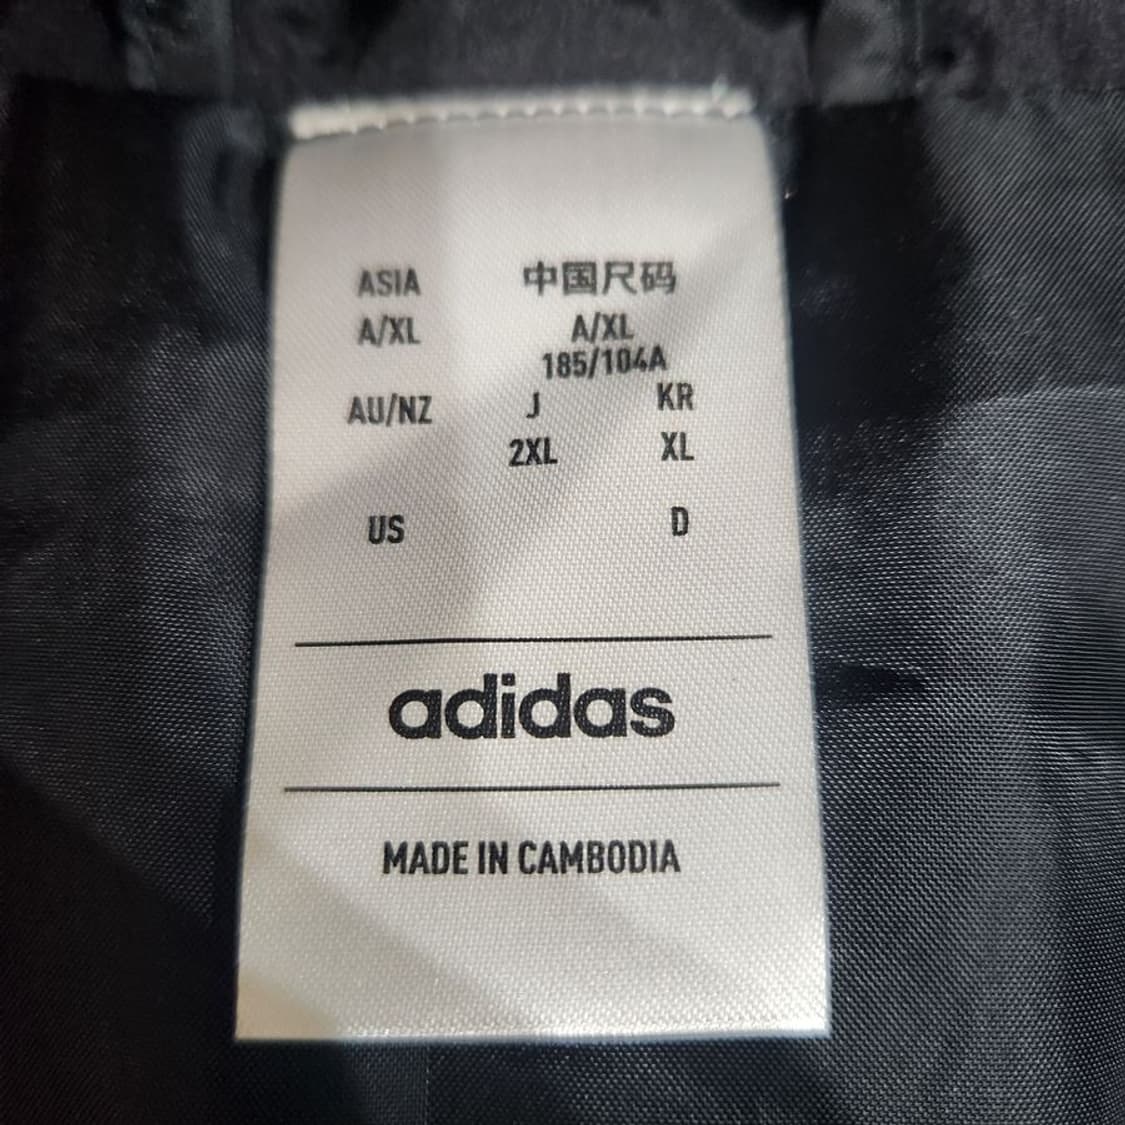 ASIA 中国尺码
A/XL A/XL
185/104A
AU/NZ J KR
2XL XL
US D
adidas
MADE IN CAMBODIA